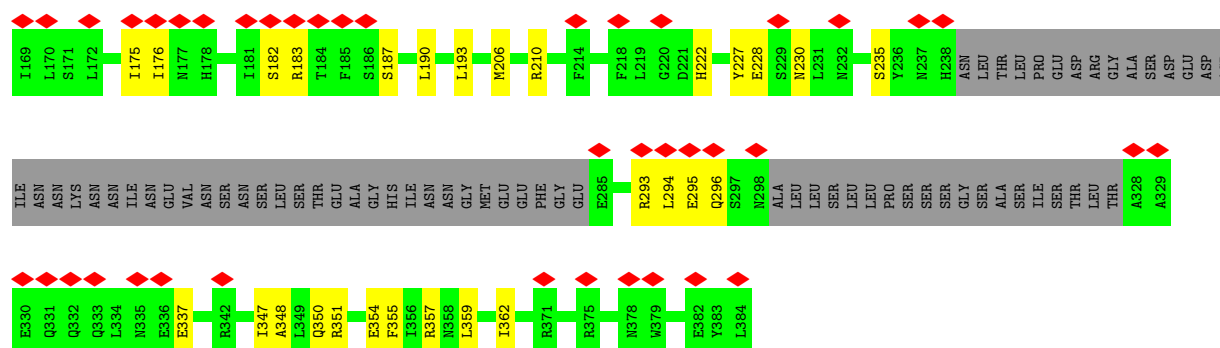 I169 L170 S171 L172 I175 I176 N177 H178 I181 S182 R183 T184 F185 S186 S187 L190 L193 M206 R210 F214 F218 L219 G220 D221 H222 Y227 E228 S229 N230 L231 N232 S235 Y236 N237 H238 ASN LEU THR LEU PRO GLU ASP ARG GLY ALA SER ASP GLU ASP
ILE ASN ASN LYS ASN ASN ILE ASN GLU VAL ASN SER ASN SER LEU SER THR GLU ALA GLY HIS ILE ASN ASN GLY MET GLU GLU PHE GLY GLU E285 R293 L294 E295 Q296 S297 N298 ALA LEU LEU SER LEU LEU PRO SER SER SER GLY SER ALA SER ILE SER THR LEU THR A328 A329
E330 Q331 Q332 Q333 L334 N335 E336 E337 R342 I347 A348 L349 Q350 R351 E354 F355 I356 R357 N358 L359 I362 R371 R375 N378 W379 E382 Y383 L384